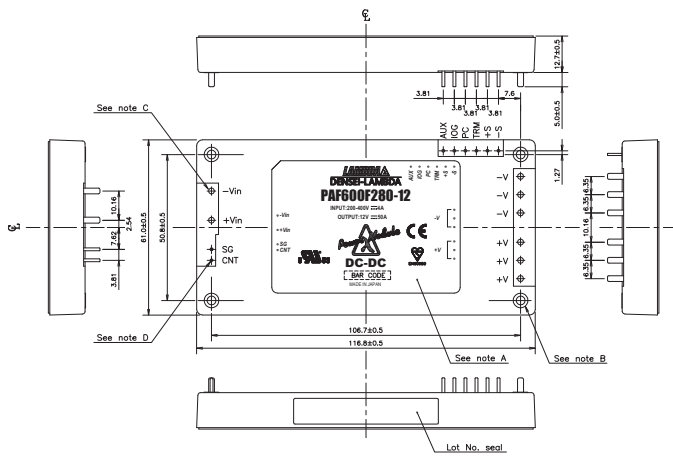 ℄
12.7±0.5
5.0±0.5
3.81
3.81
3.81
3.81
3.81
7.6
See note C
AUX
IOG
PC
TRM
+S
-S
1.27
℄
10.16
2.54
7.62
3.81
61.0±0.5
50.8±0.5
-Vin
+Vin
SG
CNT
LAMBDA
DENSEI-LAMBDA
PAF600F280-12
INPUT:200-400V 4A
OUTPUT:12V 50A
AUX
IOG
PC
TRM
+S
-S
-Vin
+Vin
SG
CNT
-V
+V
Power Module
DC-DC
CE
BAR CODE
MADE IN JAPAN
-V
-V
-V
+V
+V
+V
6.35
6.35
10.16
6.35
6.35
See note D
106.7±0.5
116.8±0.5
See note A
See note B
Lot No. seal